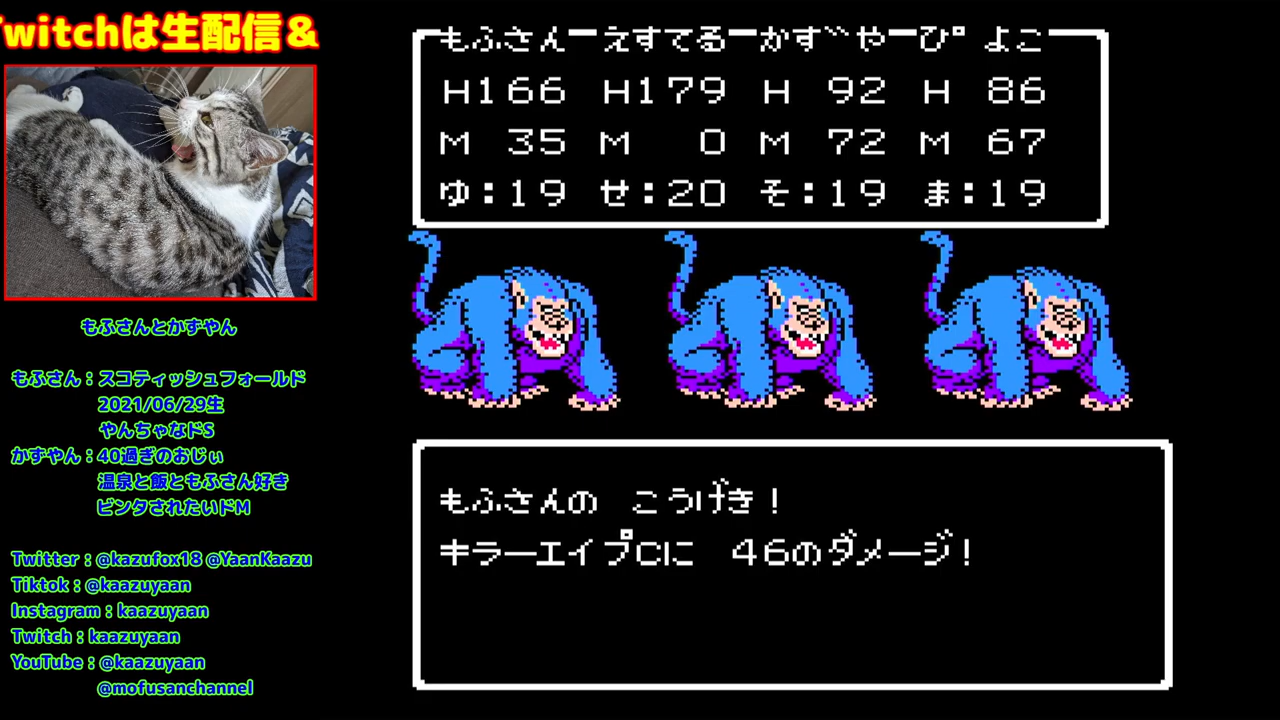 Twitchは生配信&
もふさんとかずやん
もふさん:スコティッシュフォールド
2021/06/29生
やんちゃなドS
かずやん:40過ぎのおじぃ
温泉と飯ともふさん好き
ビンタされたいドM
Twitter:@kazufox18 @YaanKaazu
Tiktok:@kaazuyaan
Instagram:kaazuyaan
Twitch:kaazuyaan
YouTube:@kaazuyaan
@mofusanchannel
もふさん えすてる かずや ぴよこ
H166 H179 H 92 H 86
M 35 M 0 M 72 M 67
ゆ:19 せ:20 そ:19 ま:19
もふさんの こうげき!
キラーエイプCに 46のダメージ!